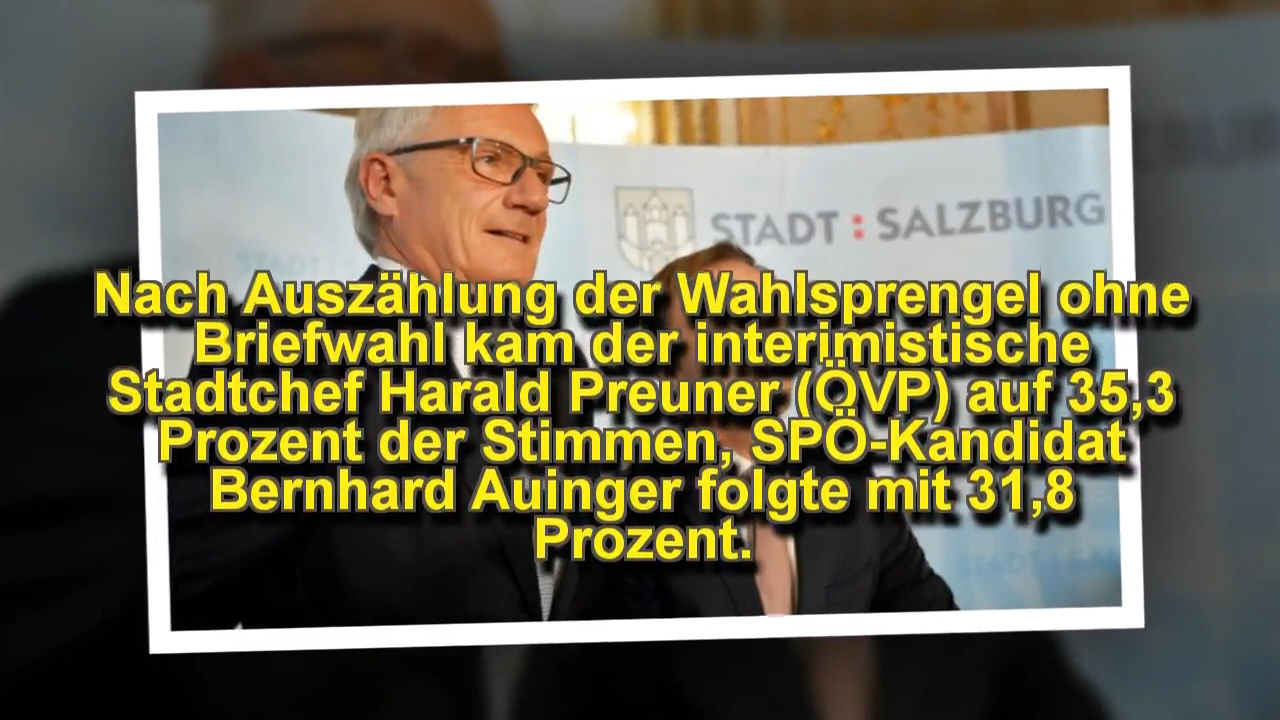 STADT : SALZBURG
Nach Auszählung der Wahlsprengel ohne
Briefwahl kam der interimistische
Stadtchef Harald Preuner (ÖVP) auf 35,3
Prozent der Stimmen, SPÖ-Kandidat
Bernhard Auinger folgte mit 31,8
Prozent.